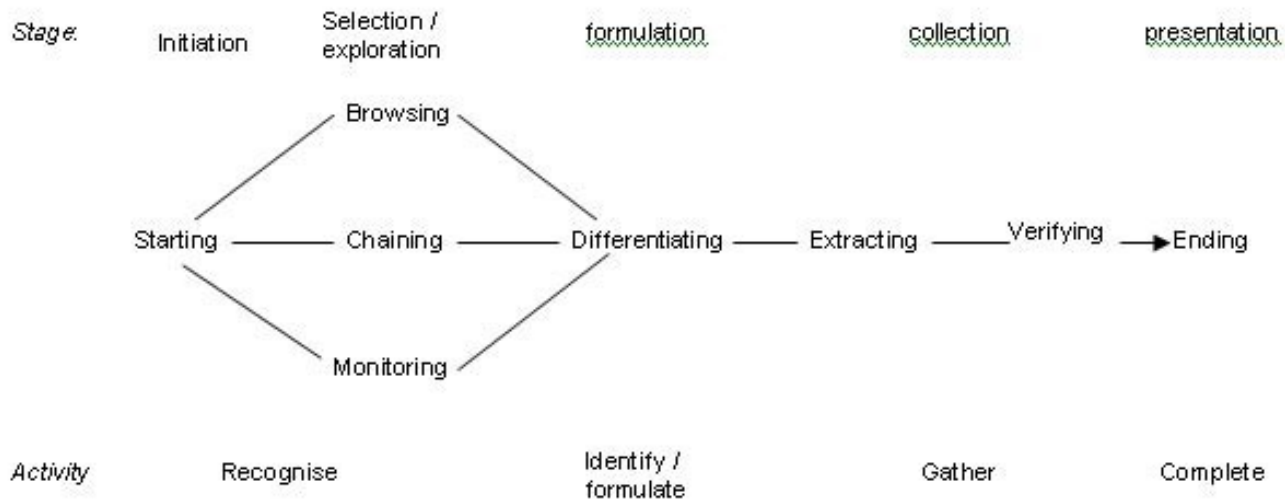 Stage:
Initiation
Selection /
exploration
formulation
collection
presentation
Browsing
Starting
Chaining
Differentiating
Extracting
Verifying
Ending
Monitoring
Activity
Recognise
Identify /
formulate
Gather
Complete